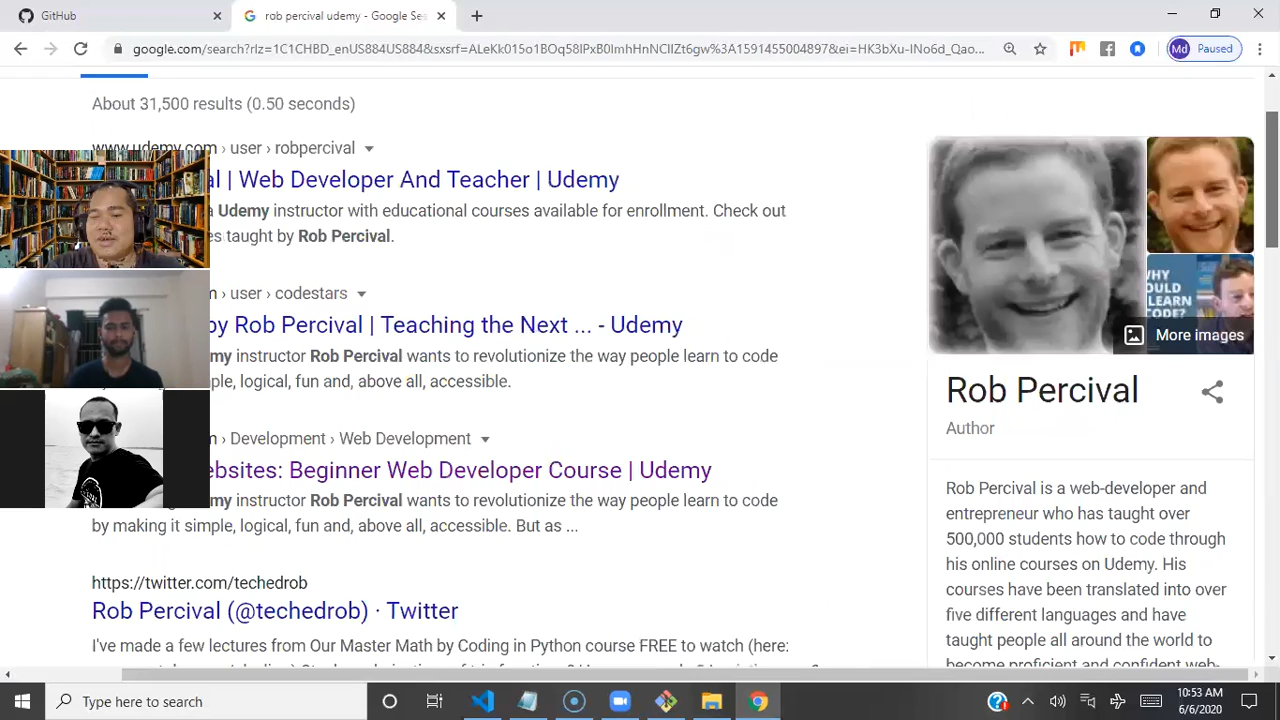 GitHub
rob percival udemy - Google Sea
google.com/search?rlz=1C1CHBD_enUS884US884&sxsrf=
Md Paused
About 31,500 results (0.50 seconds)
www.udemy.com › user › robpercival
al | Web Developer And Teacher | Udemy
a Udemy instructor with educational courses available for enrollment. Check out
es taught by Rob Percival.
m › user › codestars
by Rob Percival | Teaching the Next ... - Udemy
my instructor Rob Percival wants to revolutionize the way people learn to code
ple, logical, fun and, above all, accessible.
m › Development › Web Development
ebsites: Beginner Web Developer Course | Udemy
my instructor Rob Percival wants to revolutionize the way people learn to code
by making it simple, logical, fun and, above all, accessible. But as ...
https://twitter.com/techedrob
Rob Percival (@techedrob) · Twitter
I've made a few lectures from Our Master Math by Coding in Python course FREE to watch (here:
WHY
LEARN
CODE?
More images
Rob Percival
Author
Rob Percival is a web-developer and
entrepreneur who has taught over
500,000 students how to code through
his online courses on Udemy. His
courses have been translated into over
five different languages and have
taught people all around the world to
become proficient and confident web-
Type here to search
10:53 AM
6/6/2020